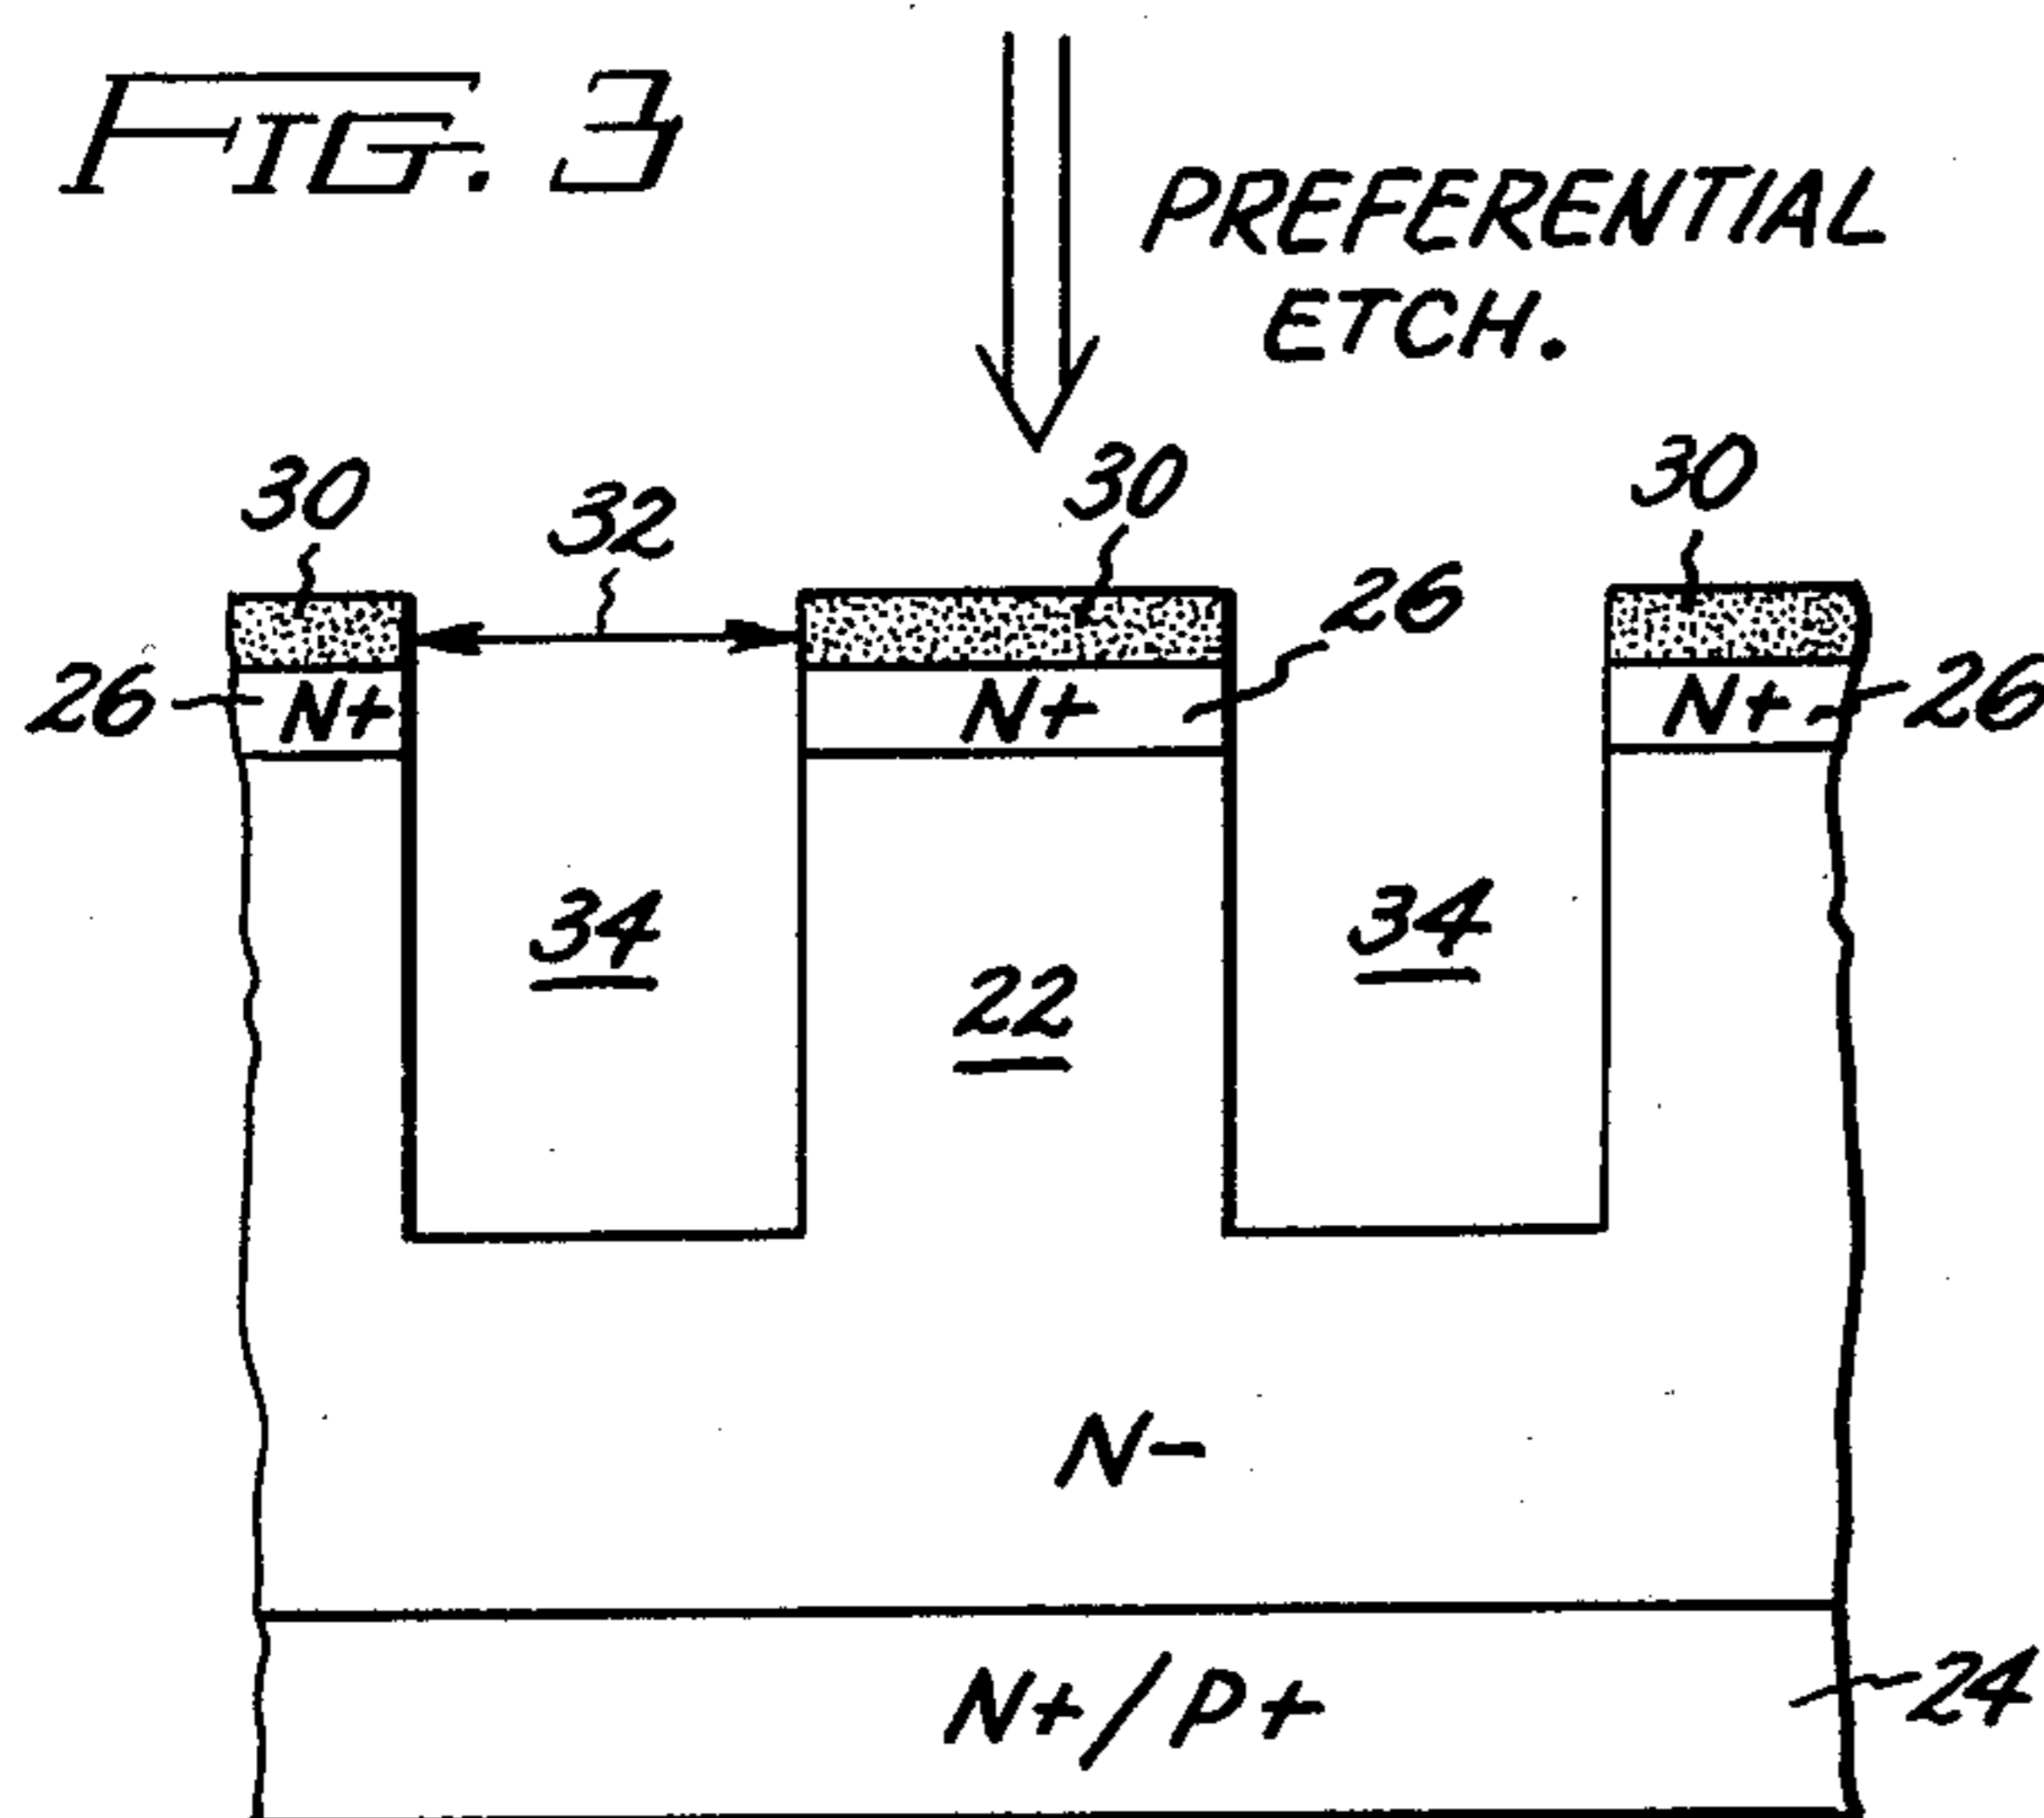 FIG. 3
PREFERENTIAL
ETCH.
30
32
30
30
26
26
N+
N+
N+
26
34
34
22
N-
N+/P+
24